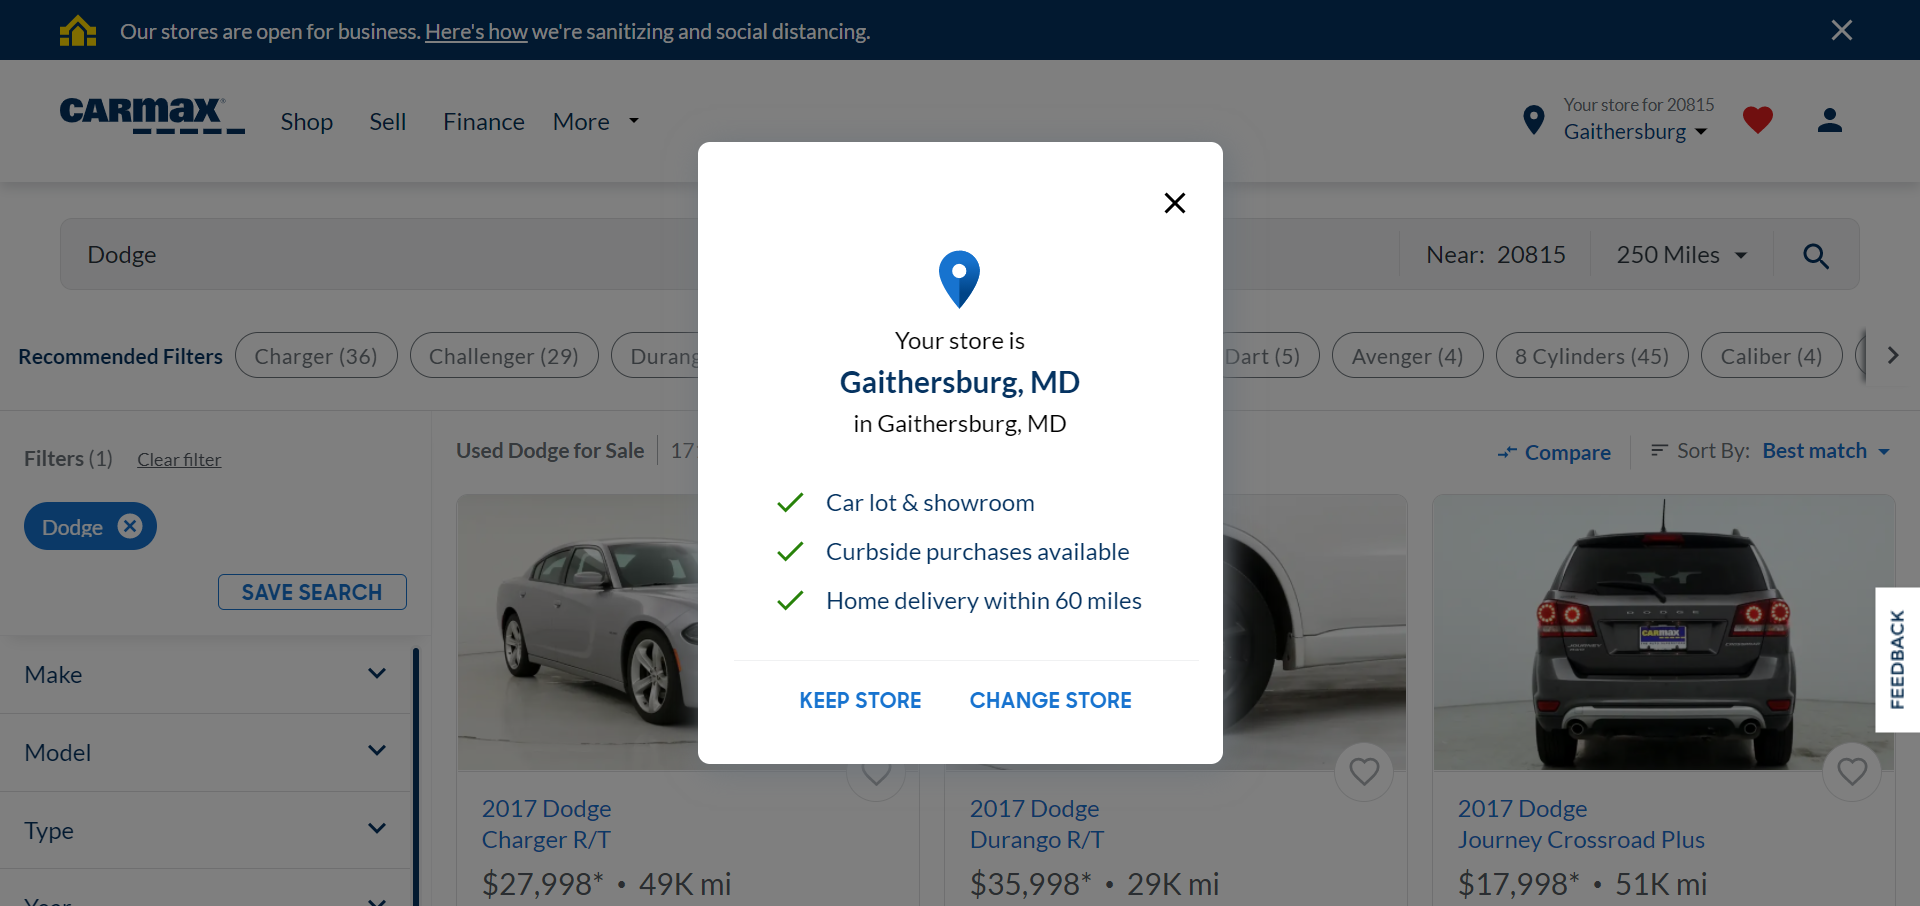 Our stores are open for business. Here's how we're sanitizing and social distancing.
CARMAX
Shop Sell Finance More
Your store for 20815
Gaithersburg
Dodge
Near: 20815 250 Miles
Recommended Filters Charger (36) Challenger (29) Dart (5) Avenger (4) 8 Cylinders (45) Caliber (4)
Filters (1) Clear filter
Dodge
SAVE SEARCH
Make
Model
Type
Year
Used Dodge for Sale
Compare Sort By: Best match
Your store is
Gaithersburg, MD
in Gaithersburg, MD
Car lot & showroom
Curbside purchases available
Home delivery within 60 miles
KEEP STORE CHANGE STORE
DODGE
CARMAX
JOURNEY
CROSSROAD
FEEDBACK
2017 Dodge
Charger R/T
$27,998* • 49K mi
2017 Dodge
Durango R/T
$35,998* • 29K mi
2017 Dodge
Journey Crossroad Plus
$17,998* • 51K mi